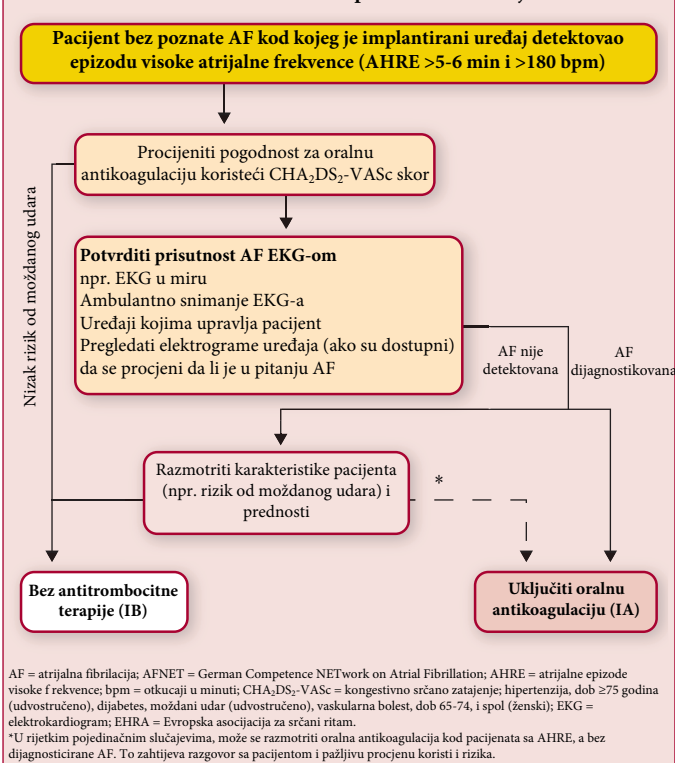 Pacijent bez poznate AF kod kojeg je implantirani uređaj detektovao
epizodu visoke atrijalne frekvence (AHRE >5-6 min i >180 bpm)
Procijeniti pogodnost za oralnu
antikoagulaciju koristeći CHA₂DS₂-VASc skor
Nizak rizik od moždanog udara
Potvrditi prisutnost AF EKG-om
npr. EKG u miru
Ambulantno snimanje EKG-a
Uređaji kojima upravlja pacijent
Pregledati elektrograme uređaja (ako su dostupni)
da se procjeni da li je u pitanju AF
AF nije
detektovana
AF
dijagnostikovana
Razmotriti karakteristike pacijenta
(npr. rizik od moždanog udara) i
prednosti
*
Bez antitrombocitne
terapije (IB)
Uključiti oralnu
antikoagulaciju (IA)
AF = atrijalna fibrilacija; AFNET = German Competence NETwork on Atrial Fibrillation; AHRE = atrijalne epizode
visoke f rekvence; bpm = otkucaji u minuti; CHA₂DS₂-VASc = kongestivno srčano zatajenje; hipertenzija, dob ≥75 godina
(udvostručeno), dijabetes, moždani udar (udvostručeno), vaskularna bolest, dob 65-74, i spol (ženski); EKG =
elektrokardiogram; EHRA = Evropska asocijacija za srčani ritam.
*U rijetkim pojedinačnim slučajevima, može se razmotriti oralna antikoagulacija kod pacijenata sa AHRE, a bez
dijagnosticirane AF. To zahtijeva razgovor sa pacijentom i pažljivu procjenu koristi i rizika.